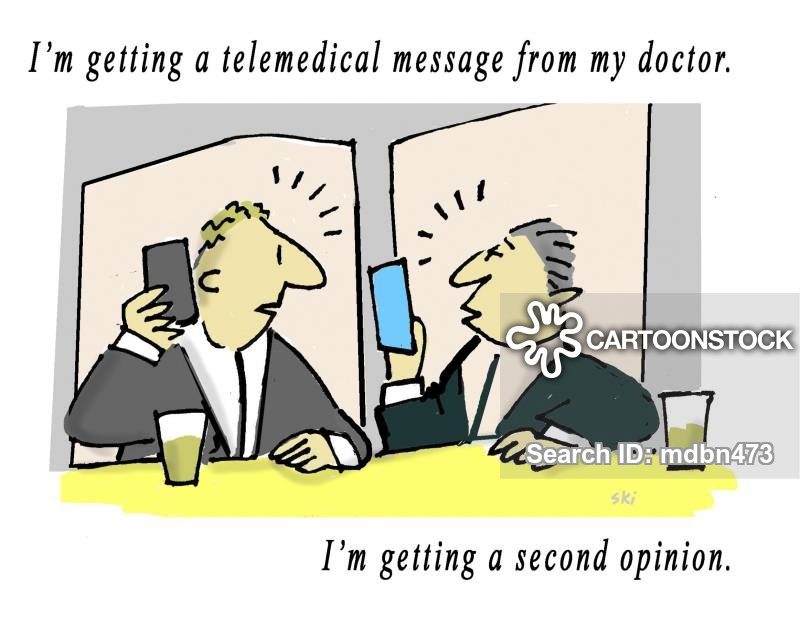 I'm getting a telemedical message from my doctor.
CARTOONSTOCK
Search ID: mdbn473
ski
I'm getting a second opinion.